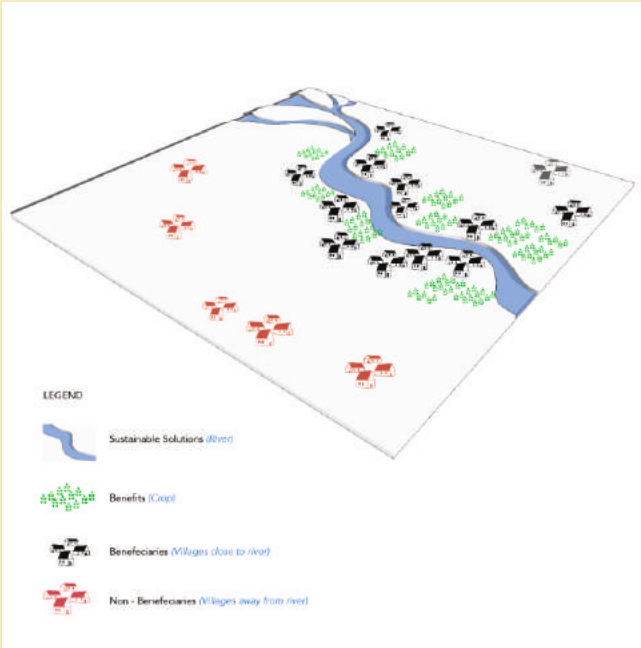 LEGEND
Sustainable Solutions (River)
Benefits (Crop)
Benefeciaries (Villages close to river)
Non - Benefeciaries (Villages away from river)